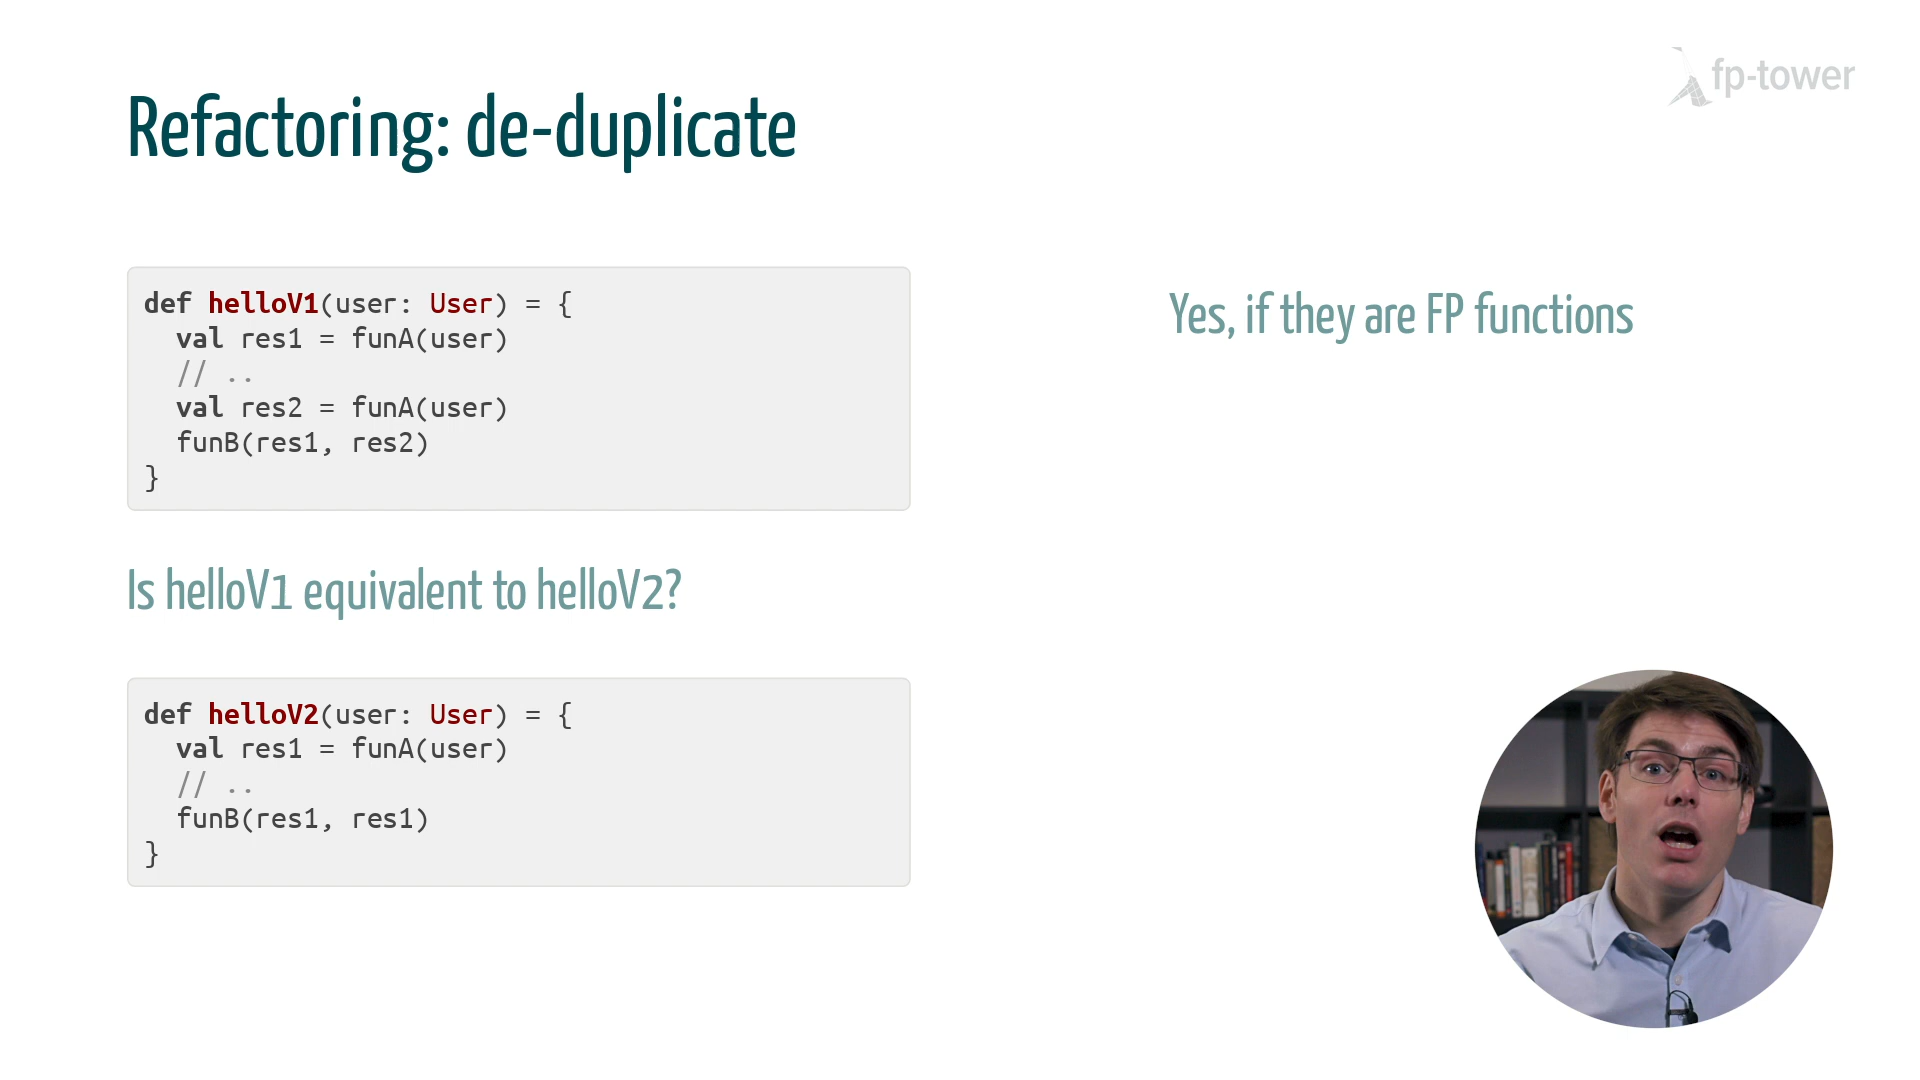 fp-tower
Refactoring: de-duplicate
def helloV1(user: User) = {
  val res1 = funA(user)
  // ..
  val res2 = funA(user)
  funB(res1, res2)
}
Yes, if they are FP functions
Is helloV1 equivalent to helloV2?
def helloV2(user: User) = {
  val res1 = funA(user)
  // ..
  funB(res1, res1)
}